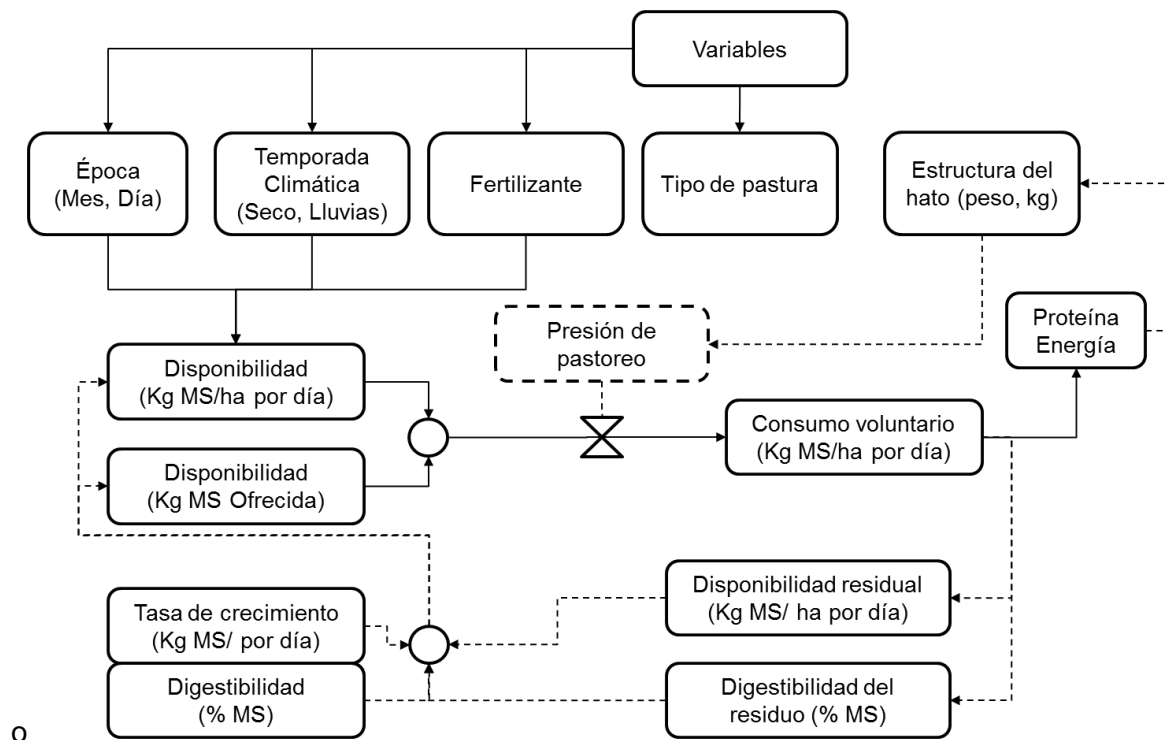 Variables
Época
(Mes, Día)
Temporada
Climática
(Seco, Lluvias)
Fertilizante
Tipo de pastura
Estructura del
hato (peso, kg)
Presión de
pastoreo
Proteína
Energía
Disponibilidad
(Kg MS/ha por día)
Consumo voluntario
(Kg MS/ha por día)
Disponibilidad
(Kg MS Ofrecida)
Disponibilidad residual
(Kg MS/ ha por día)
Tasa de crecimiento
(Kg MS/ por día)
Digestibilidad
(% MS)
Digestibilidad del
residuo (% MS)
o